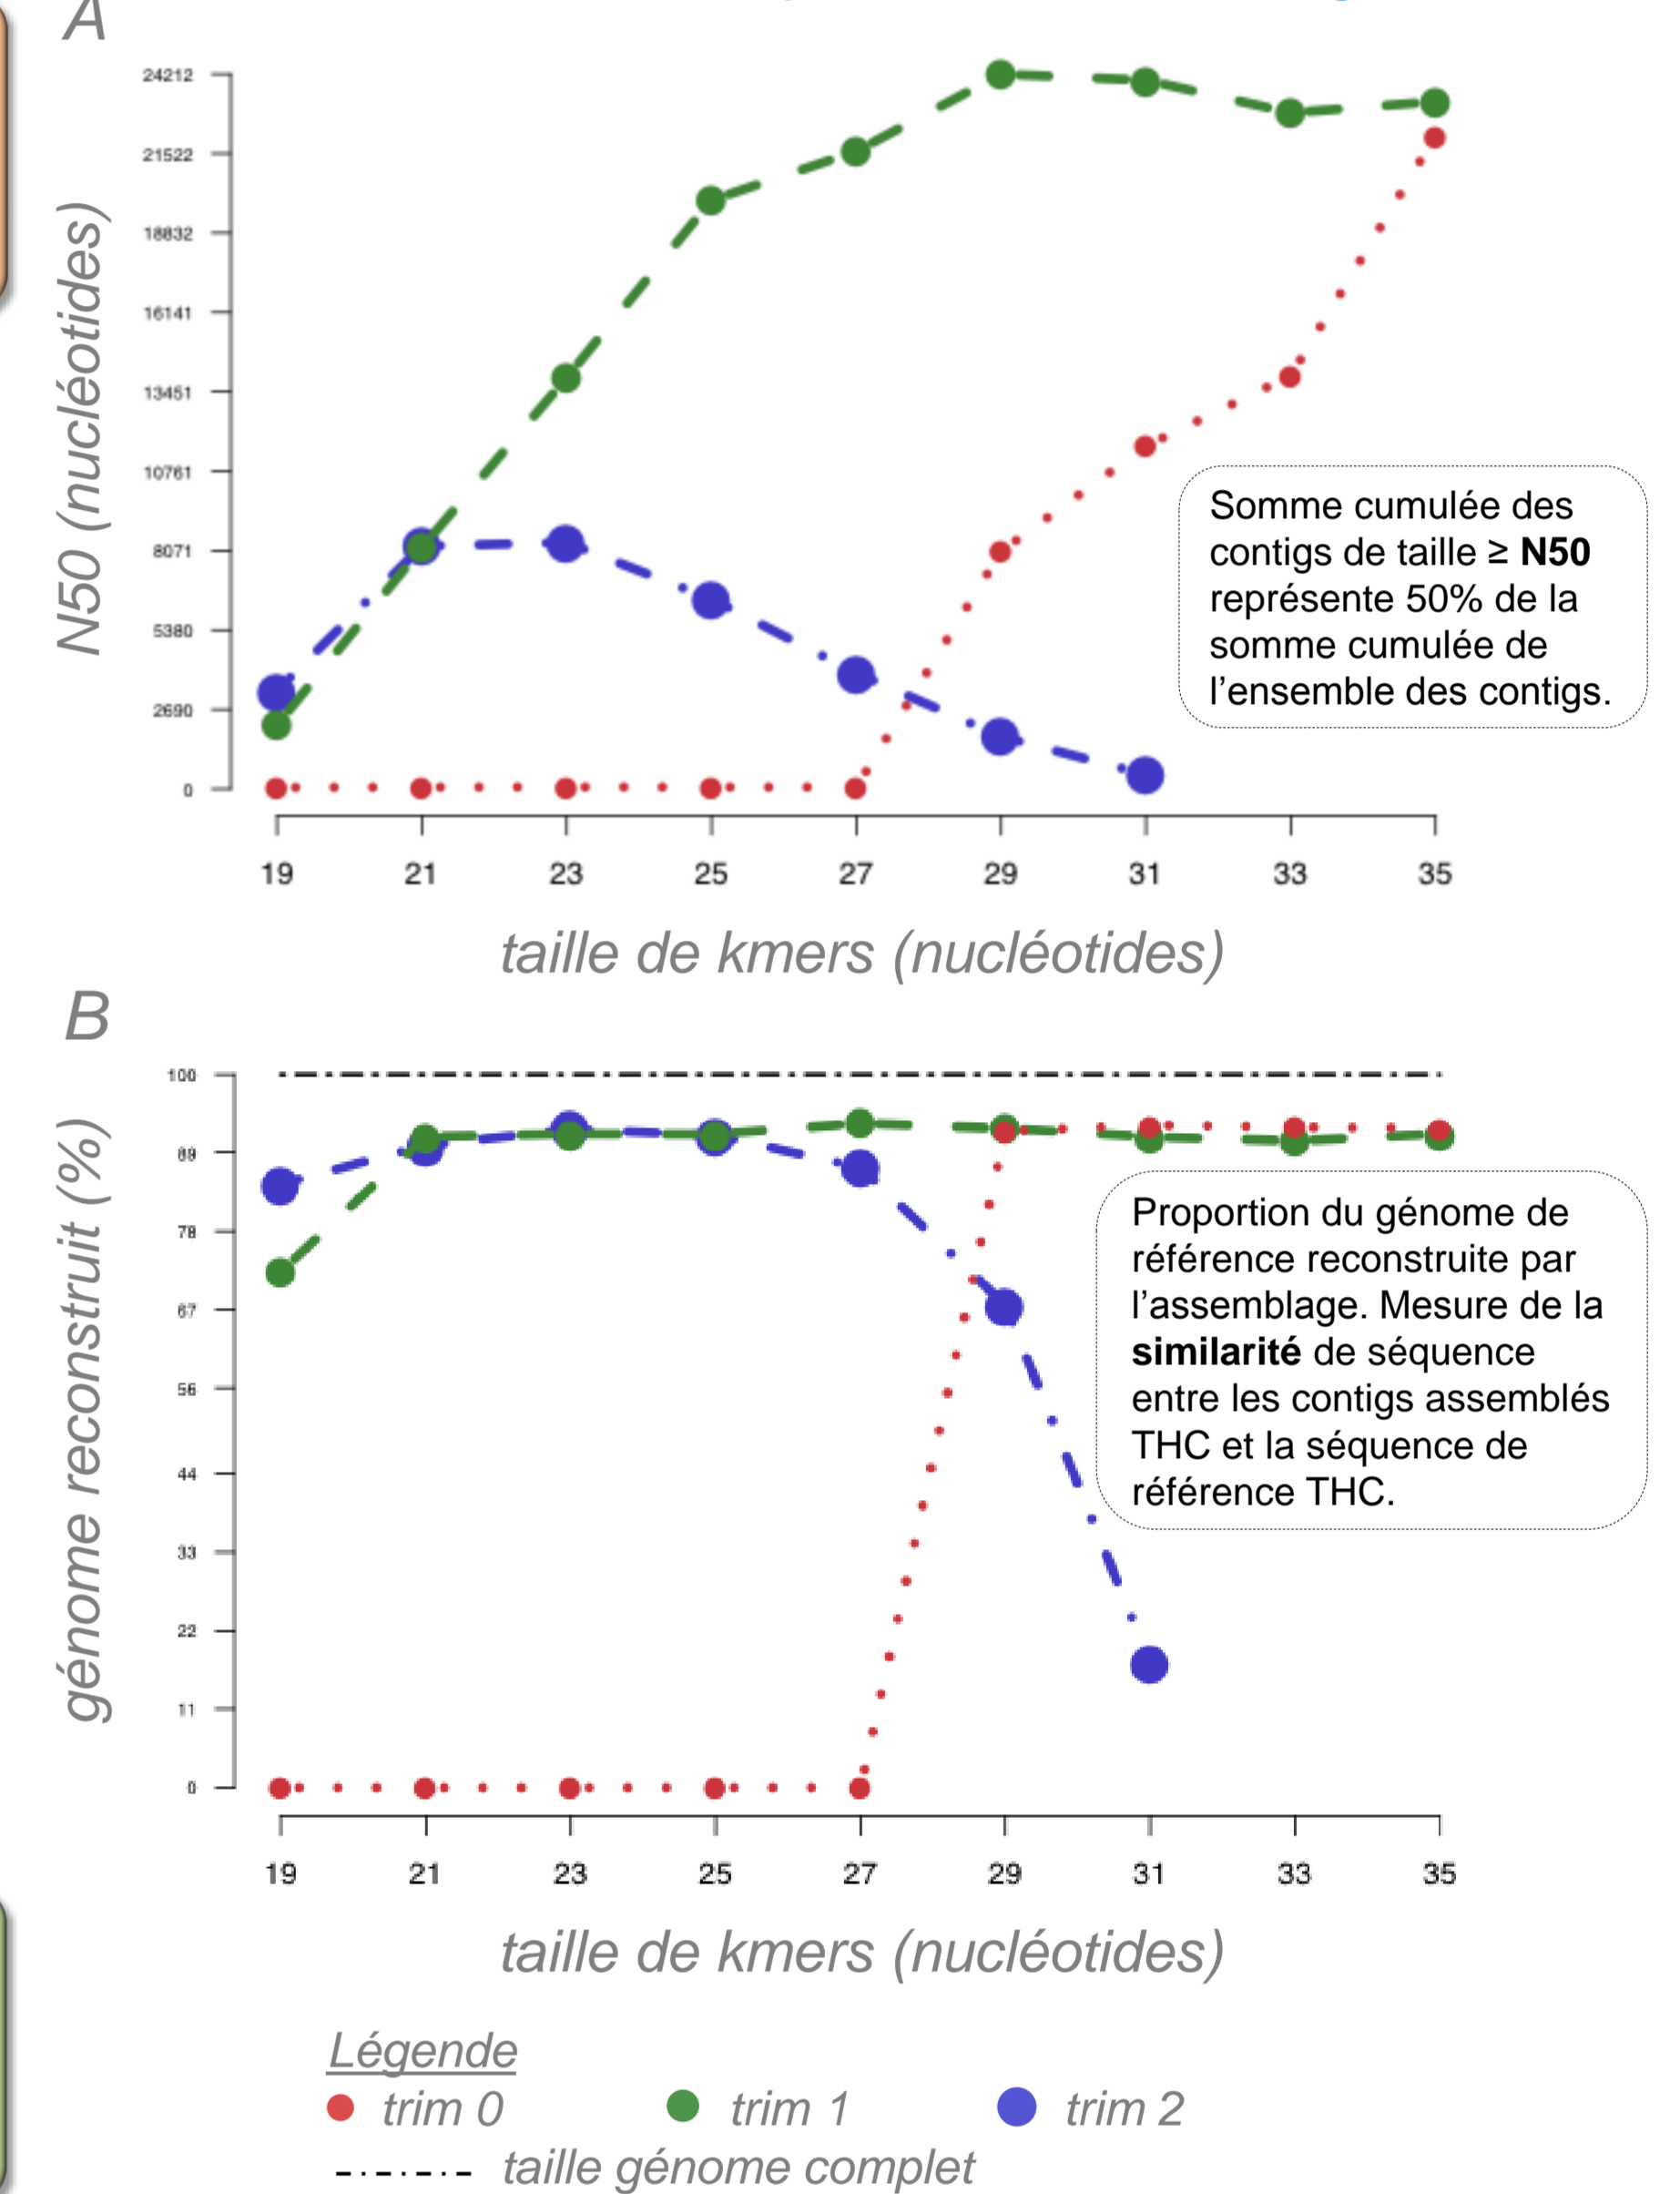 A
N50 (nucléotides)
24212
21522
18832
16141
13451
10761
8071
5380
2690
0
Somme cumulée des
contigs de taille ≥ N50
représente 50% de la
somme cumulée de
l'ensemble des contigs.
19 21 23 25 27 29 31 33 35
taille de kmers (nucléotides)
B
génome reconstruit (%)
100
89
78
67
56
44
33
22
11
0
Proportion du génome de
référence reconstruite par
l'assemblage. Mesure de la
similarité de séquence
entre les contigs assemblés
THC et la séquence de
référence THC.
19 21 23 25 27 29 31 33 35
taille de kmers (nucléotides)
Légende
trim 0 trim 1 trim 2
taille génome complet